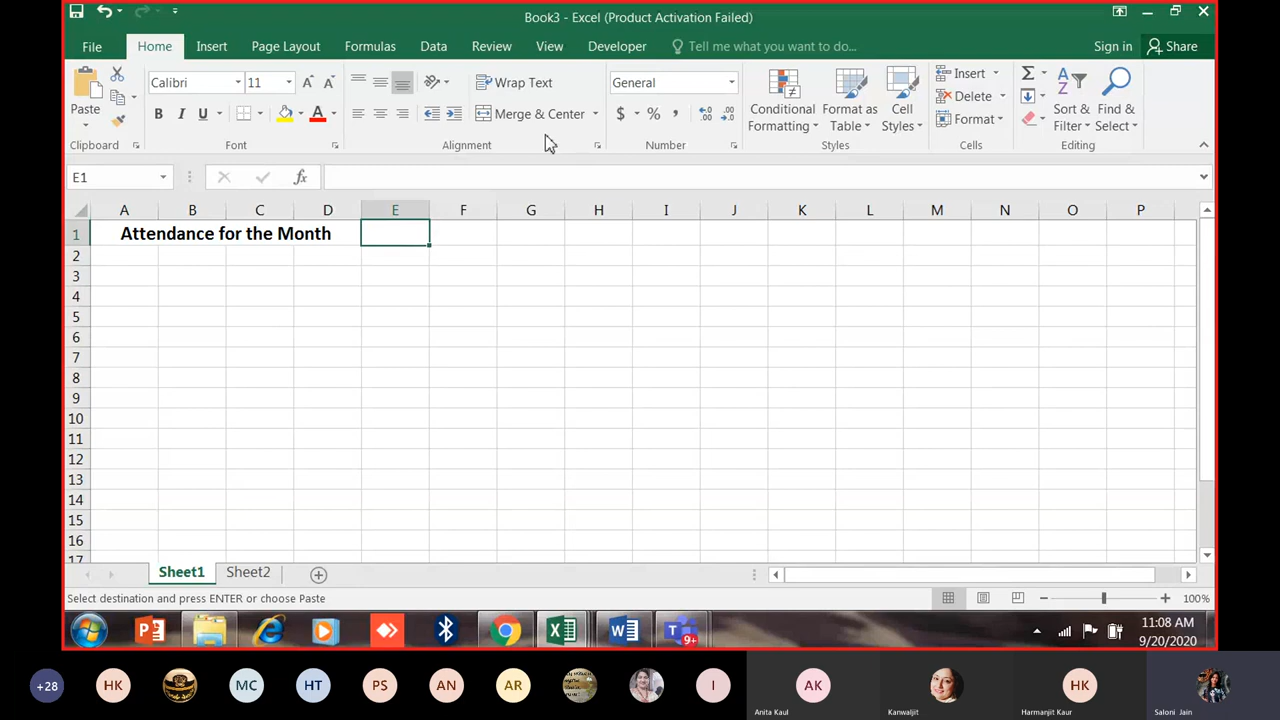 Book3 - Excel (Product Activation Failed)
File Home Insert Page Layout Formulas Data Review View Developer Tell me what you want to do... Sign in Share
Calibri 11 Wrap Text General Insert
Paste Conditional Formatting Format as Table Cell Styles Delete Sort & Filter Find & Select
B I U A Merge & Center $ % , Format
Clipboard Font Alignment Number Styles Cells Editing
E1 fx
A B C D E F G H I J K L M N O P
1 Attendance for the Month
2
3
4
5
6
7
8
9
10
11
12
13
14
15
16
17
Sheet1 Sheet2
Select destination and press ENTER or choose Paste 100%
9+ 11:08 AM
9/20/2020
+28 HK MC HT PS AN AR I AK HK
Anita Kaul Kanwaljit Harmanjit Kaur Saloni Jain